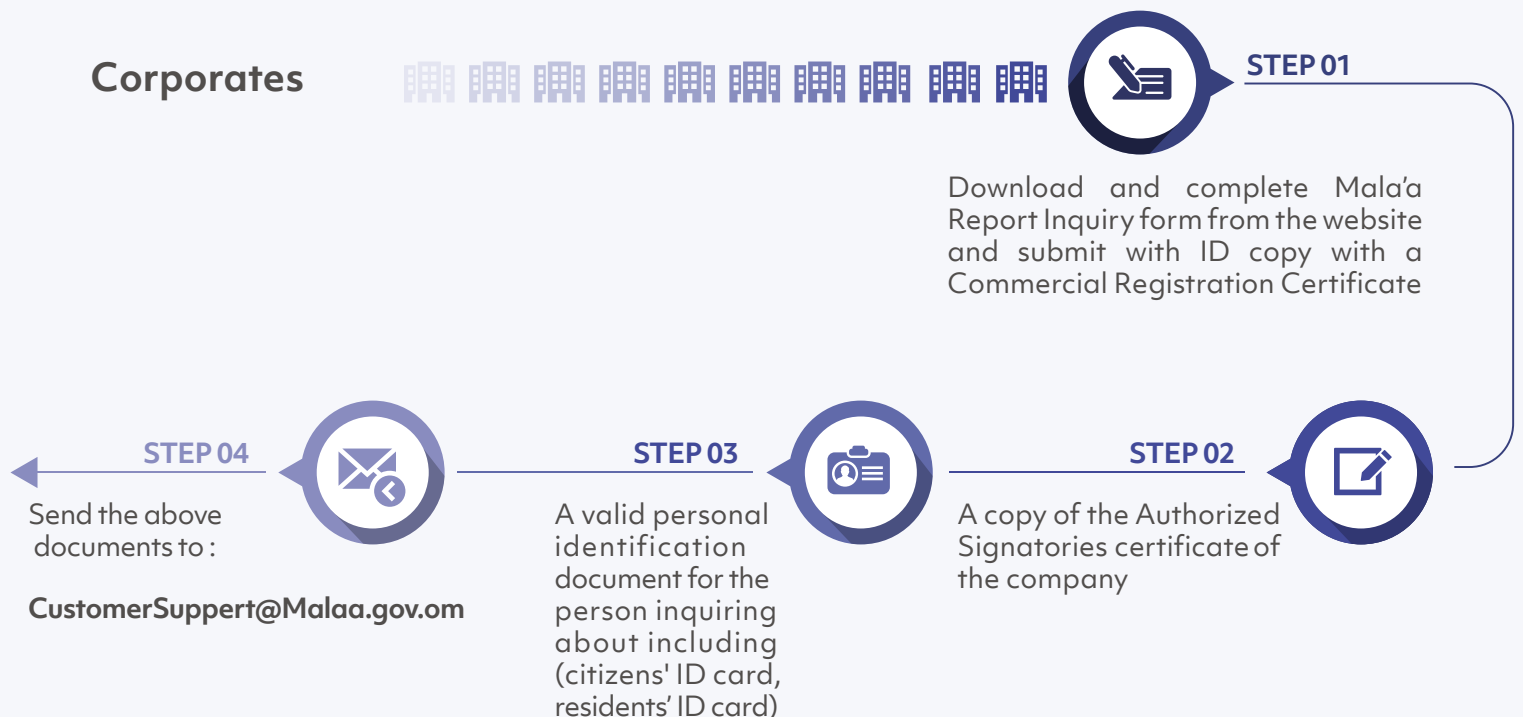 Corporates
STEP 01
Download and complete Mala’a
Report Inquiry form from the website
and submit with ID copy with a
Commercial Registration Certificate
STEP 02
A copy of the Authorized
Signatories certificate of
the company
STEP 03
A valid personal
identification
document for the
person inquiring
about including
(citizens' ID card,
residents’ ID card)
STEP 04
Send the above
documents to :
CustomerSuppert@Malaa.gov.om